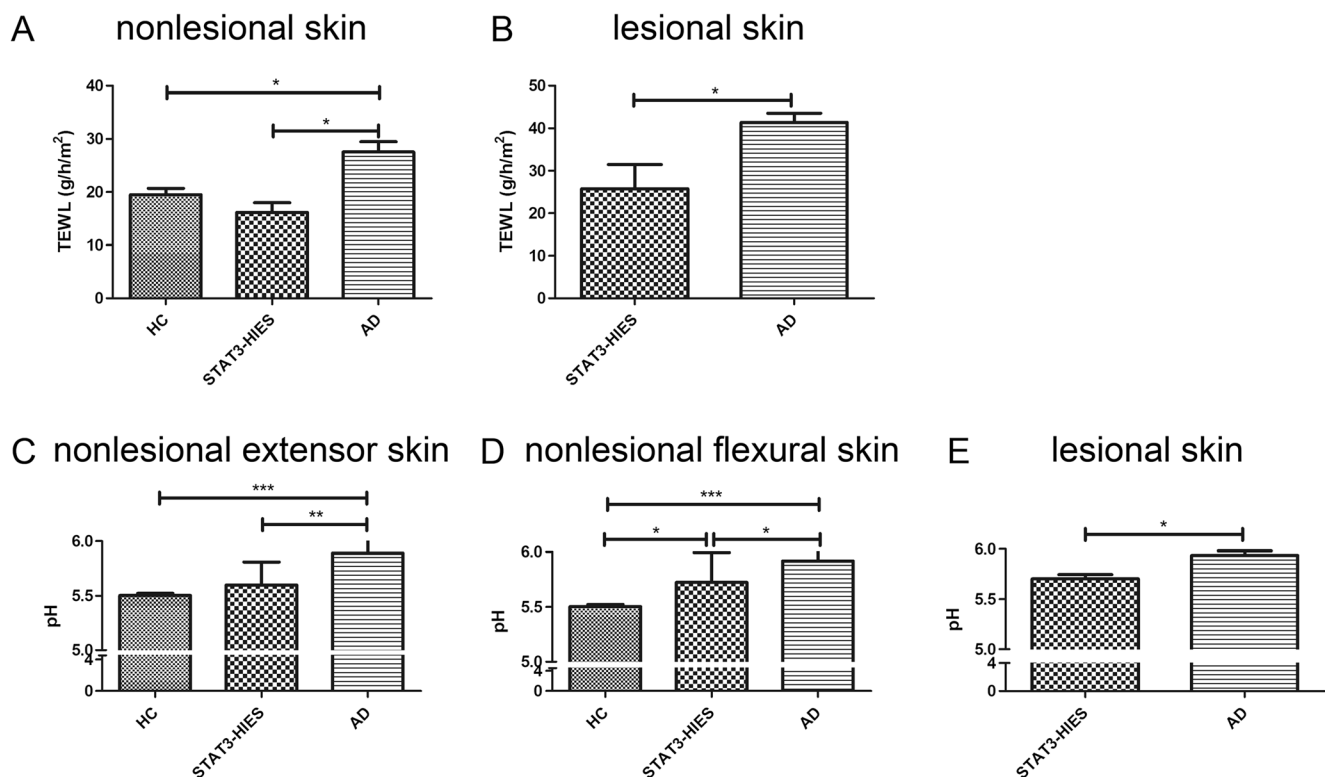 A nonlesional skin
*
*
40
30
20
10
0
TEWL (g/h/m²)
HC
STAT3-HIES
AD
B lesional skin
*
50
40
30
20
10
0
TEWL (g/h/m²)
STAT3-HIES
AD
C nonlesional extensor skin
***
**
6.0
5.5
5.0
4
0
pH
HC
STAT3-HIES
AD
D nonlesional flexural skin
***
*
*
6.0
5.5
5.0
4
0
pH
HC
STAT3-HIES
AD
E lesional skin
*
6.0
5.5
5.0
4
0
pH
STAT3-HIES
AD